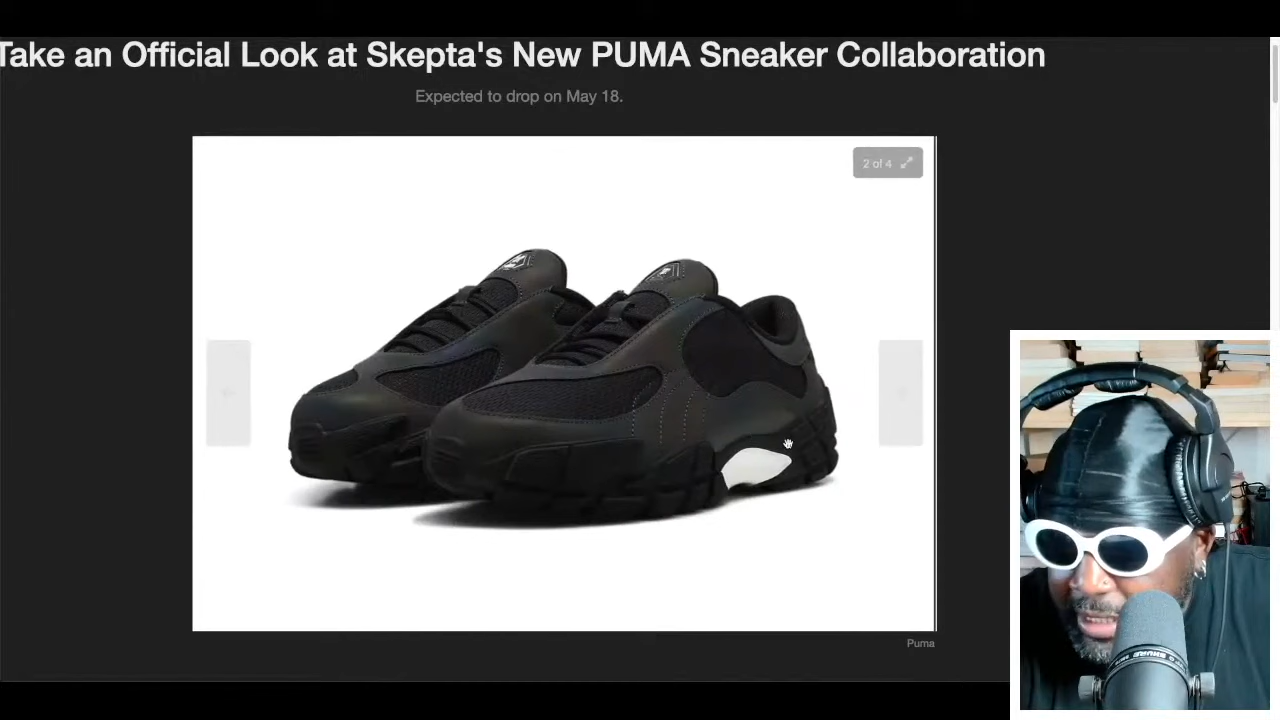 Take an Official Look at Skepta's New PUMA Sneaker Collaboration
Expected to drop on May 18.
2 of 4
Puma